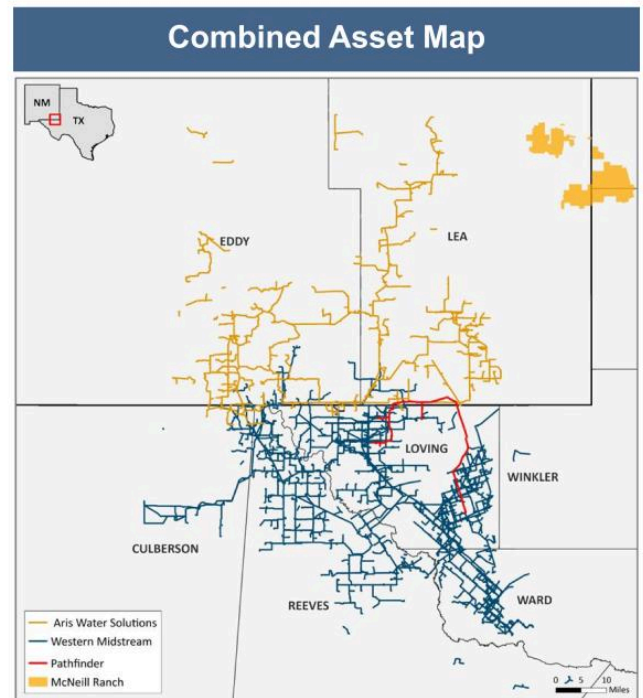 Combined Asset Map
NM
TX
EDDY
LEA
LOVING
WINKLER
CULBERSON
REEVES
WARD
Aris Water Solutions
Western Midstream
Pathfinder
McNeill Ranch
0 5 10
Miles